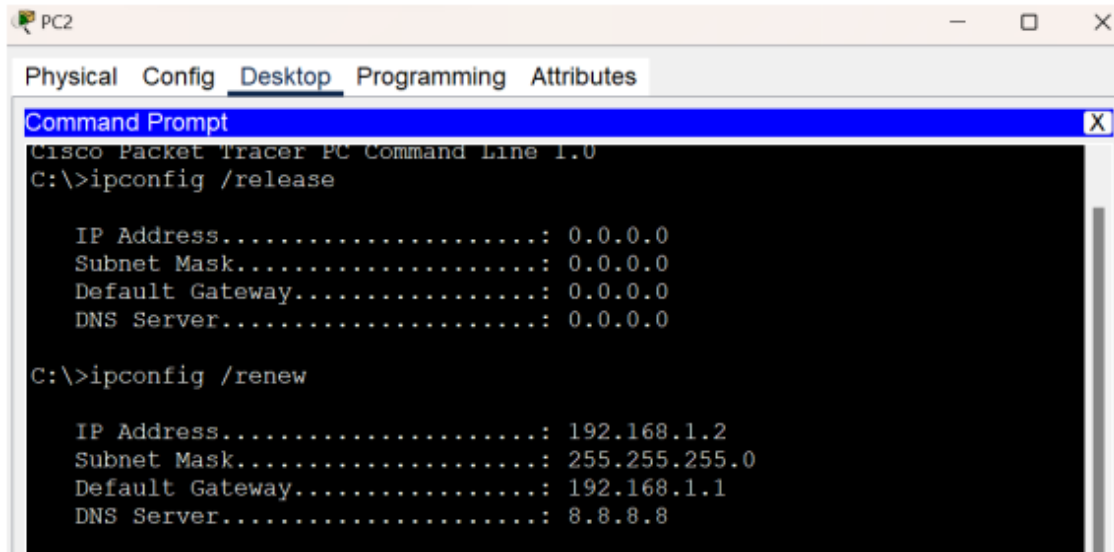 PC2
Physical Config Desktop Programming Attributes
Command Prompt X
Cisco Packet Tracer PC Command Line 1.0
C:\>ipconfig /release
IP Address......................: 0.0.0.0
Subnet Mask.....................: 0.0.0.0
Default Gateway.................: 0.0.0.0
DNS Server......................: 0.0.0.0
C:\>ipconfig /renew
IP Address......................: 192.168.1.2
Subnet Mask.....................: 255.255.255.0
Default Gateway.................: 192.168.1.1
DNS Server......................: 8.8.8.8